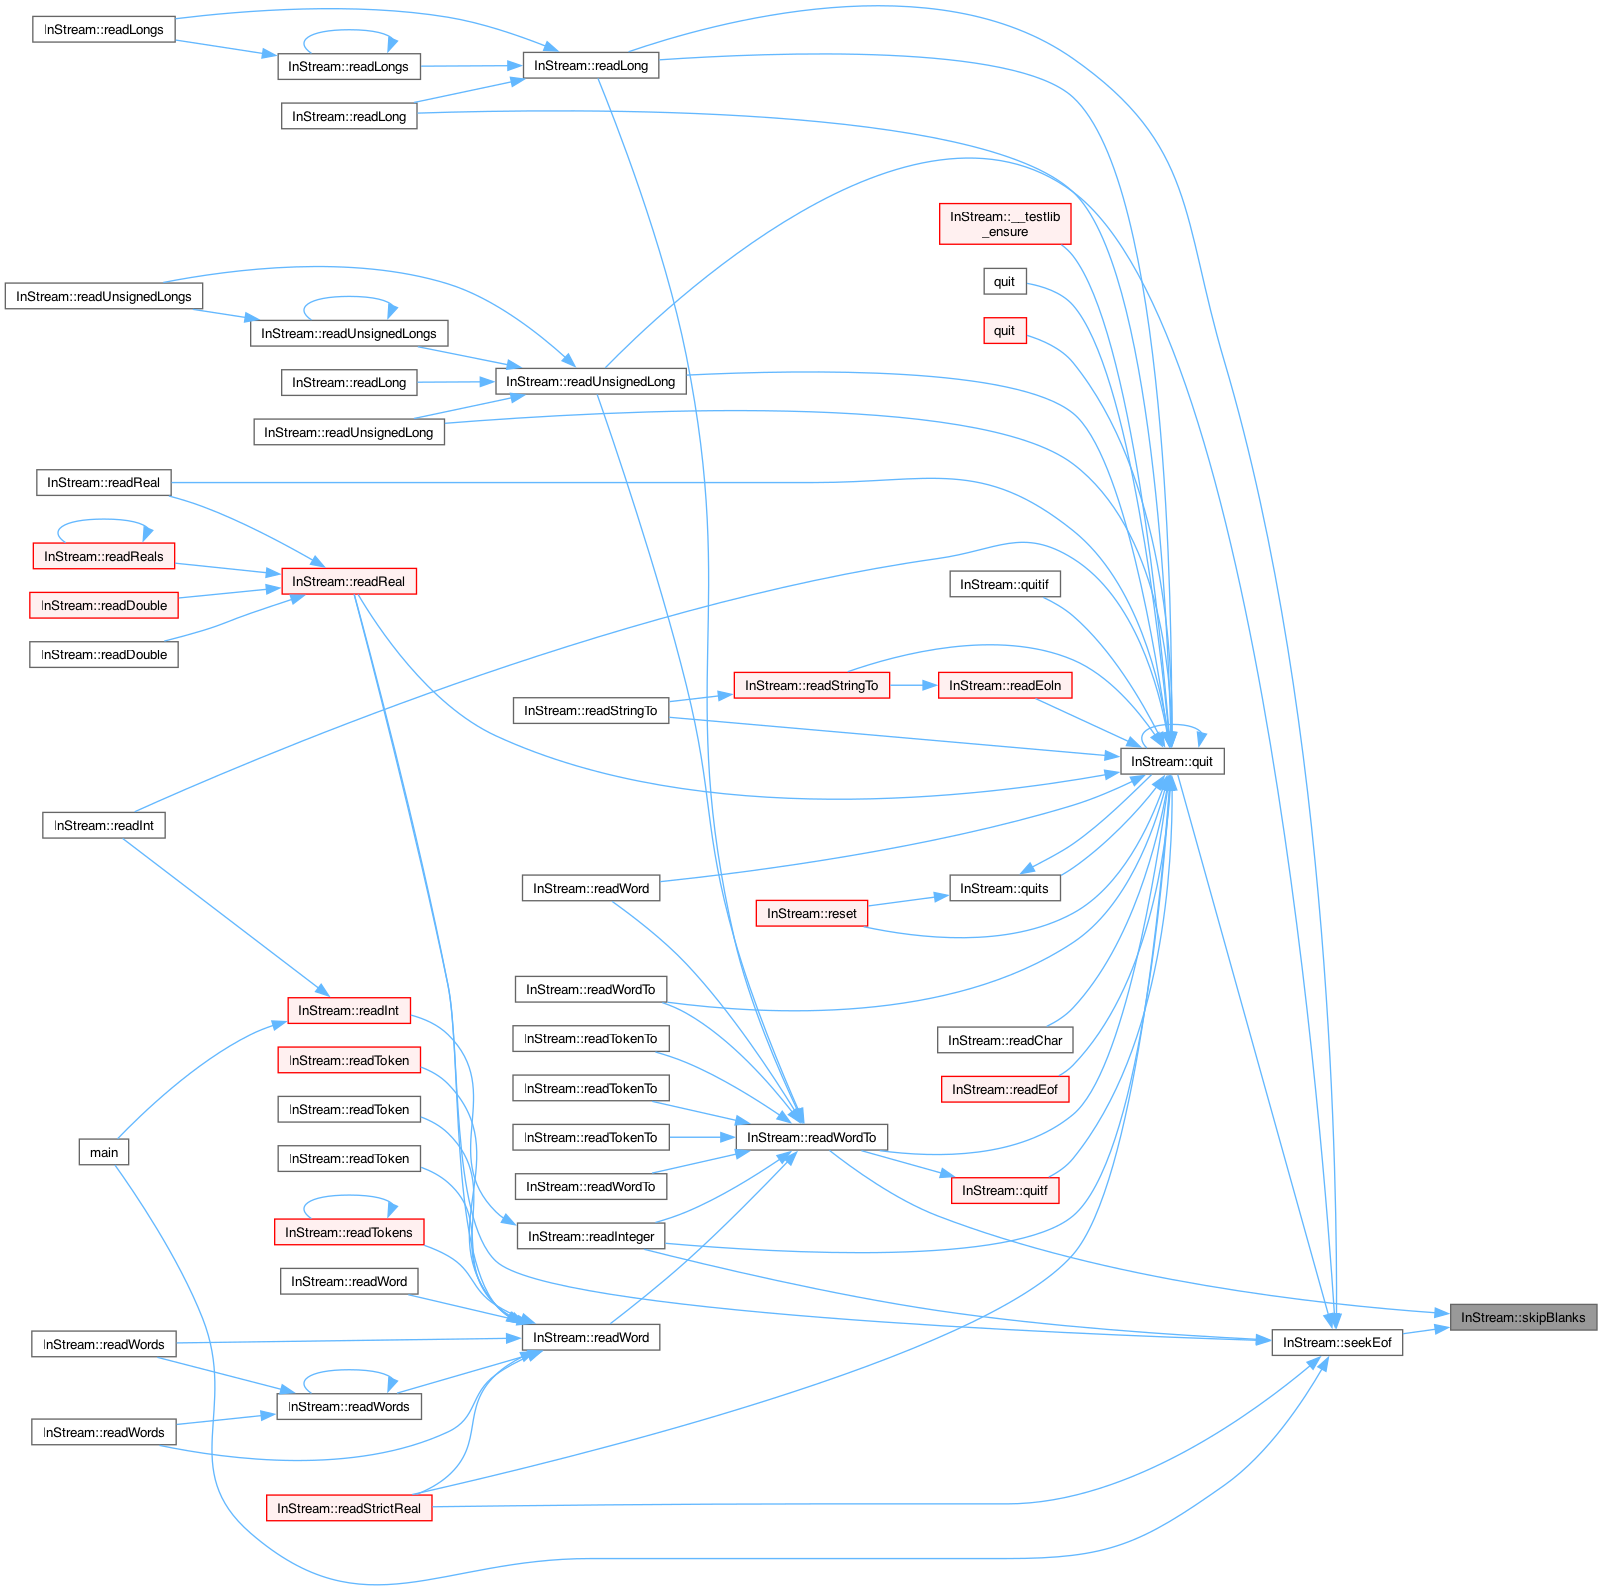 InStream::readLongs
InStream::readLongs
InStream::readLong
InStream::readLong
InStream::__testlib
_ensure
quit
InStream::readUnsignedLongs
quit
InStream::readUnsignedLongs
InStream::readUnsignedLong
InStream::readLong
InStream::readUnsignedLong
InStream::readReal
InStream::readReals
InStream::readReal
InStream::quitif
InStream::readDouble
InStream::readDouble
InStream::readStringTo
InStream::readEoln
InStream::readStringTo
InStream::quit
InStream::readInt
InStream::readWord
InStream::quits
InStream::reset
InStream::readWordTo
InStream::readInt
InStream::readTokenTo
InStream::readChar
InStream::readToken
InStream::readTokenTo
InStream::readEof
InStream::readToken
InStream::readTokenTo
InStream::readWordTo
main
InStream::readToken
InStream::readWordTo
InStream::quitf
InStream::readTokens
InStream::readInteger
InStream::readWord
InStream::skipBlanks
InStream::readWords
InStream::readWord
InStream::seekEof
InStream::readWords
InStream::readWords
InStream::readStrictReal